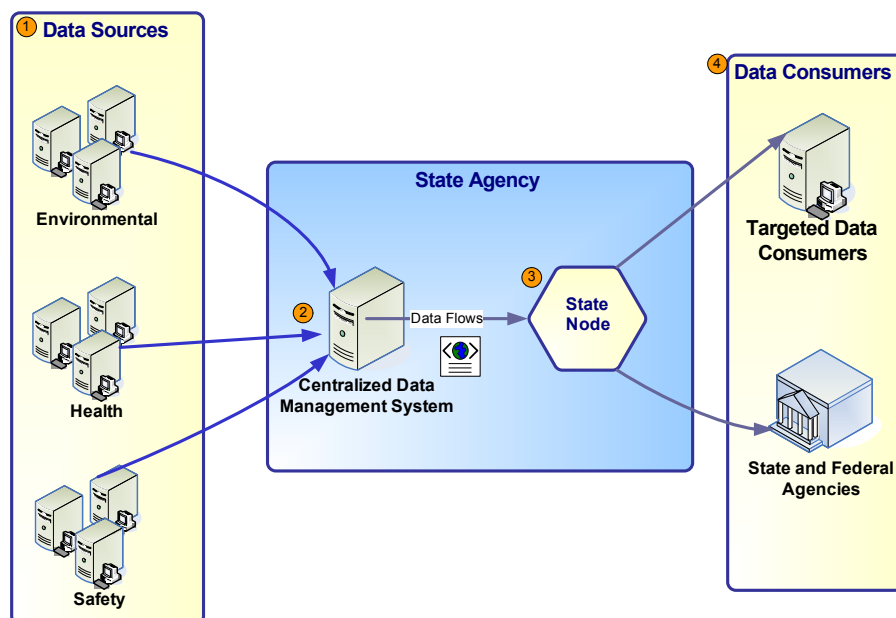 1 Data Sources
Environmental
Health
Safety
State Agency
2
Centralized Data
Management System
Data Flows
3
State
Node
4
Data Consumers
Targeted Data
Consumers
State and Federal
Agencies